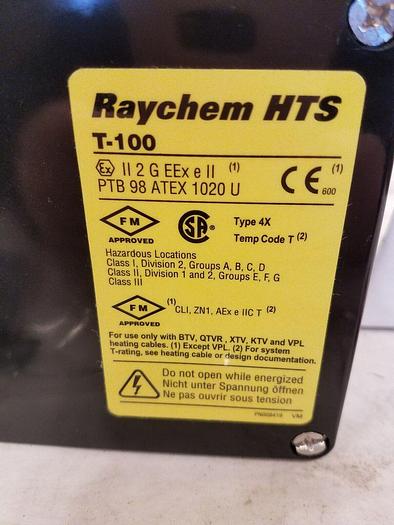 Raychem HTS
T-100
Ex II 2 G EEx e II (1)
PTB 98 ATEX 1020 U
CE 600 (1)
FM APPROVED
SA®
Type 4X
Temp Code T (2)
Hazardous Locations
Class I, Division 2, Groups A, B, C, D
Class II, Division 1 and 2, Groups E, F, G
Class III
FM APPROVED
(1) CLI, ZN1, AEx e IIC T (2)
For use only with BTV, QTVR , XTV, KTV and VPL
heating cables. (1) Except VPL. (2) For system
T-rating, see heating cable or design documentation.
Do not open while energized
Nicht unter Spannung öffnen
Ne pas ouvrir sous tension
VM